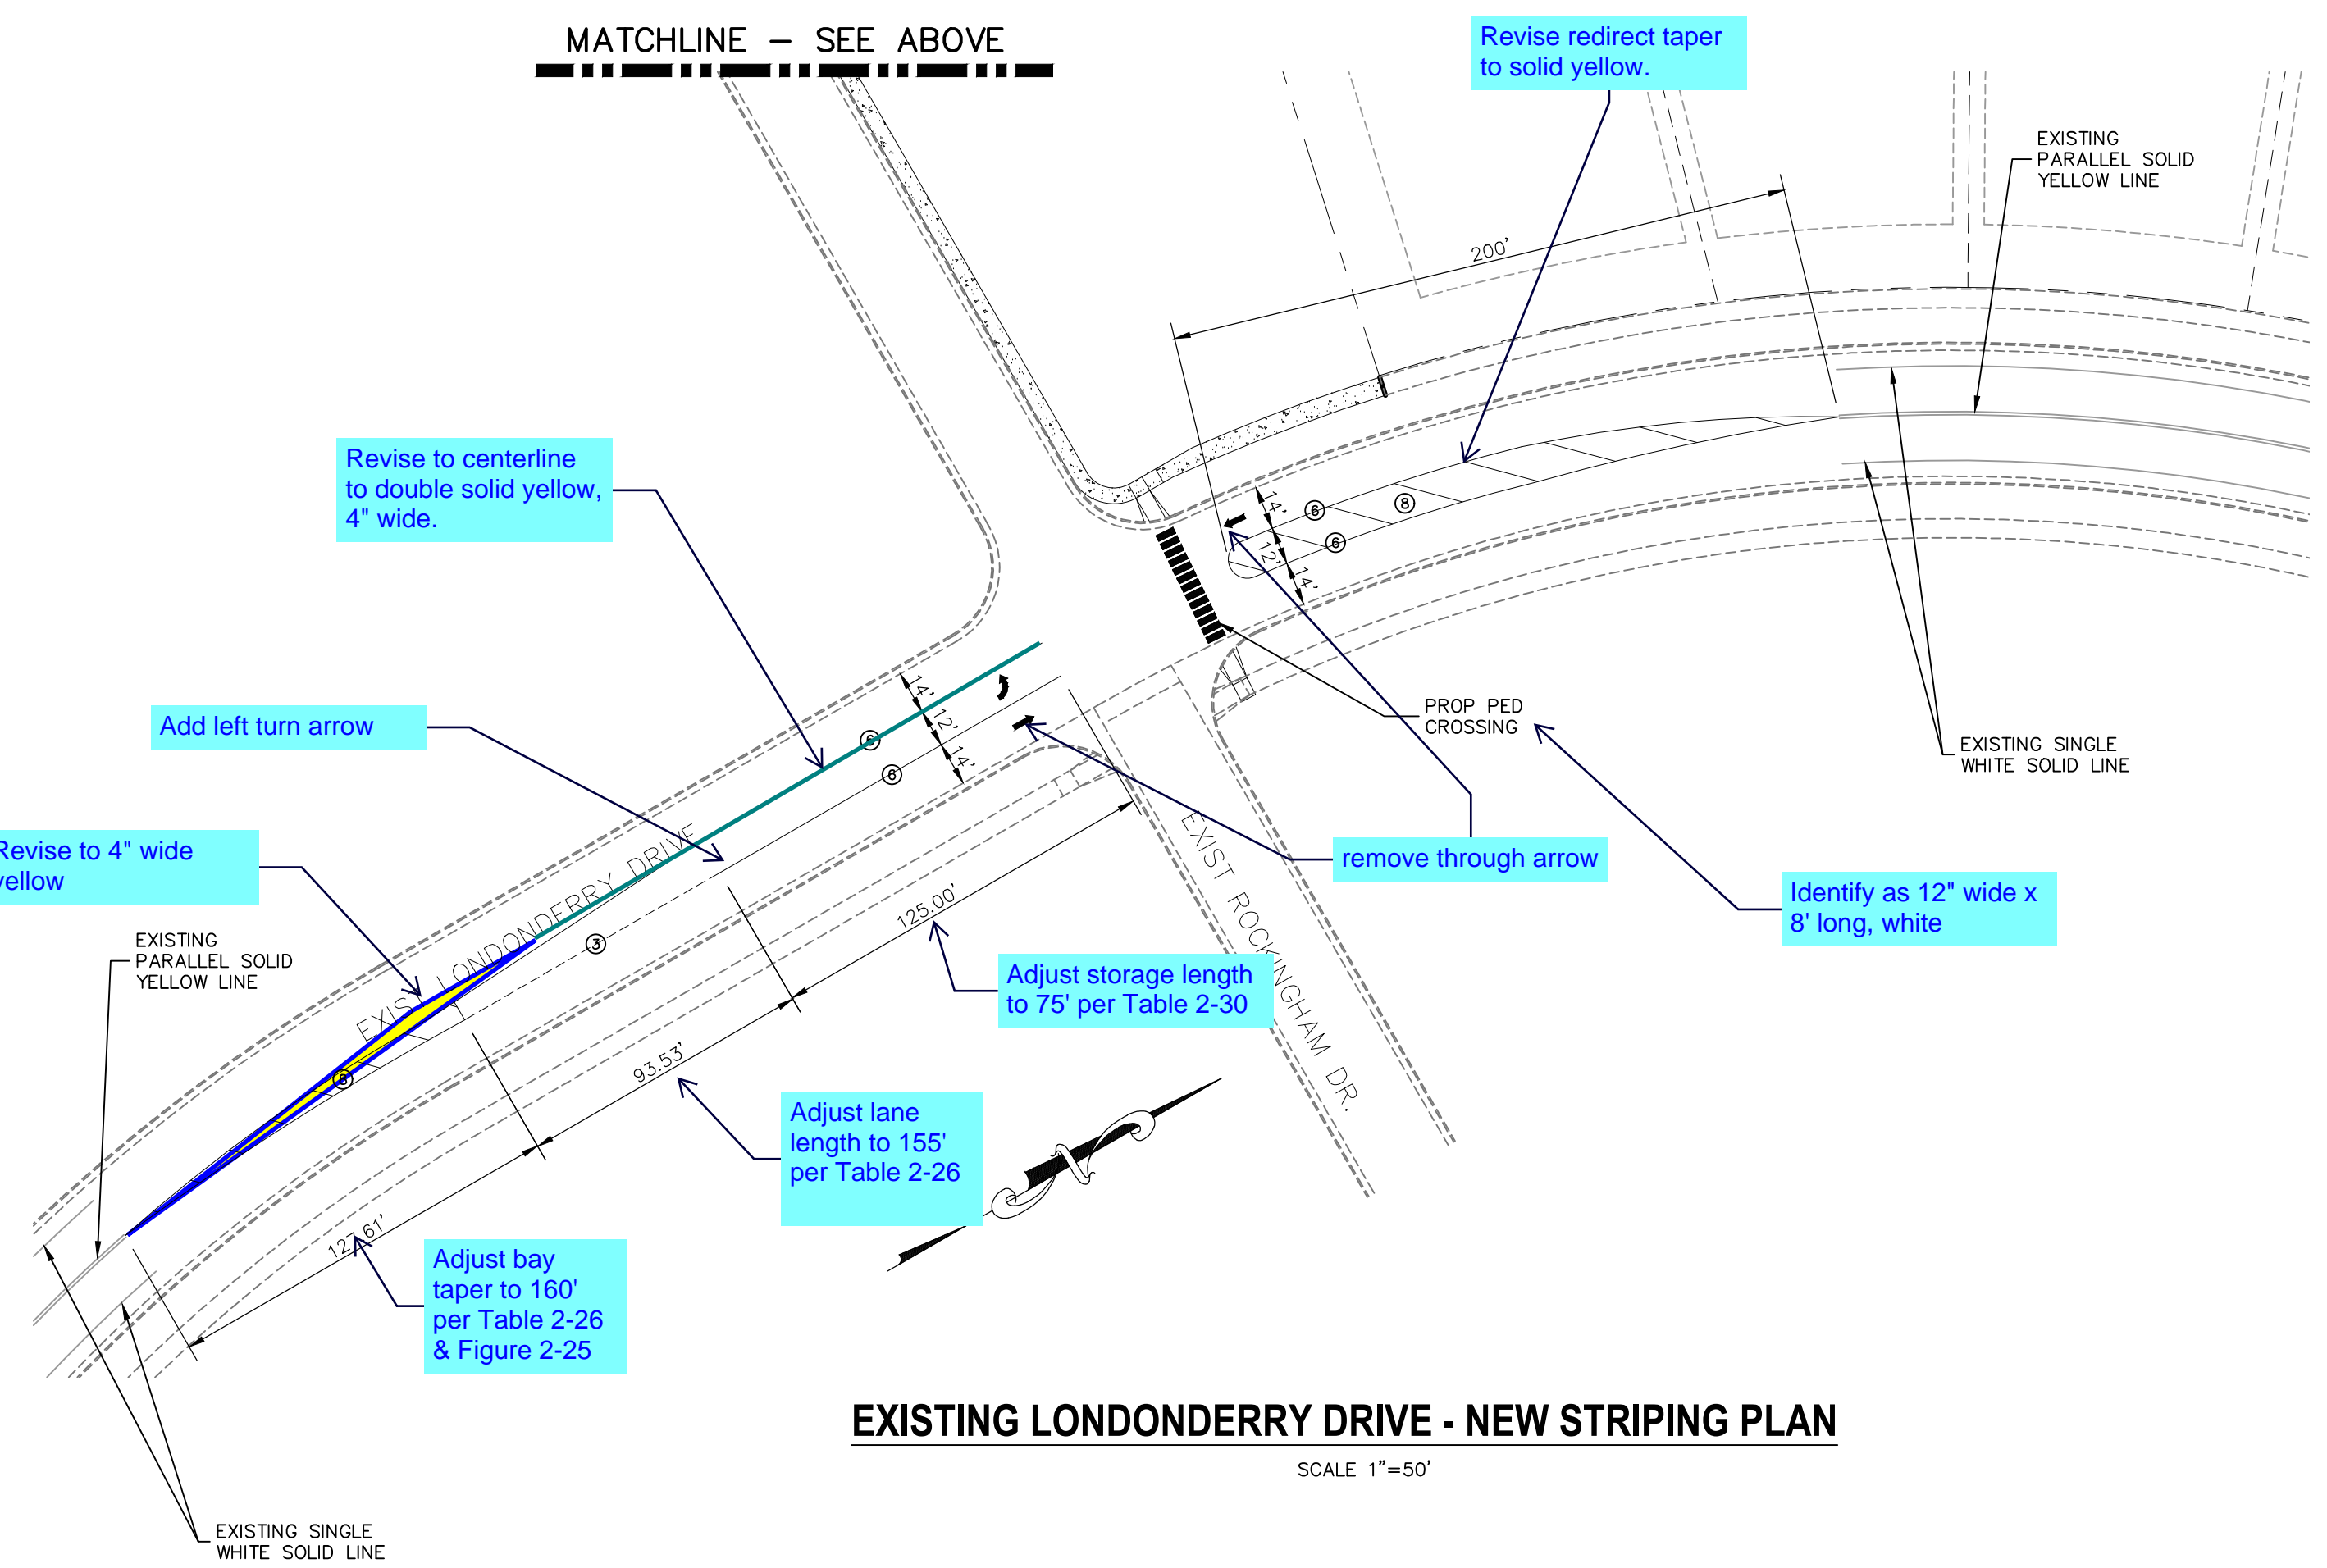 MATCHLINE – SEE ABOVE
Revise redirect taper
to solid yellow.
EXISTING
PARALLEL SOLID
YELLOW LINE
200'
Revise to centerline
to double solid yellow,
4" wide.
6
8
6
14'
12'
14'
Add left turn arrow
14'
12'
14'
6
6
PROP PED
CROSSING
EXISTING SINGLE
WHITE SOLID LINE
Revise to 4" wide
yellow
EXIST LONDONDERRY DRIVE
EXIST ROCKINGHAM DR.
remove through arrow
Identify as 12" wide x
8' long, white
125.00'
3
EXISTING
PARALLEL SOLID
YELLOW LINE
Adjust storage length
to 75' per Table 2-30
93.53'
8
Adjust lane
length to 155'
per Table 2-26
127.61'
N
Adjust bay
taper to 160'
per Table 2-26
& Figure 2-25
EXISTING LONDONDERRY DRIVE - NEW STRIPING PLAN
SCALE 1"=50'
EXISTING SINGLE
WHITE SOLID LINE